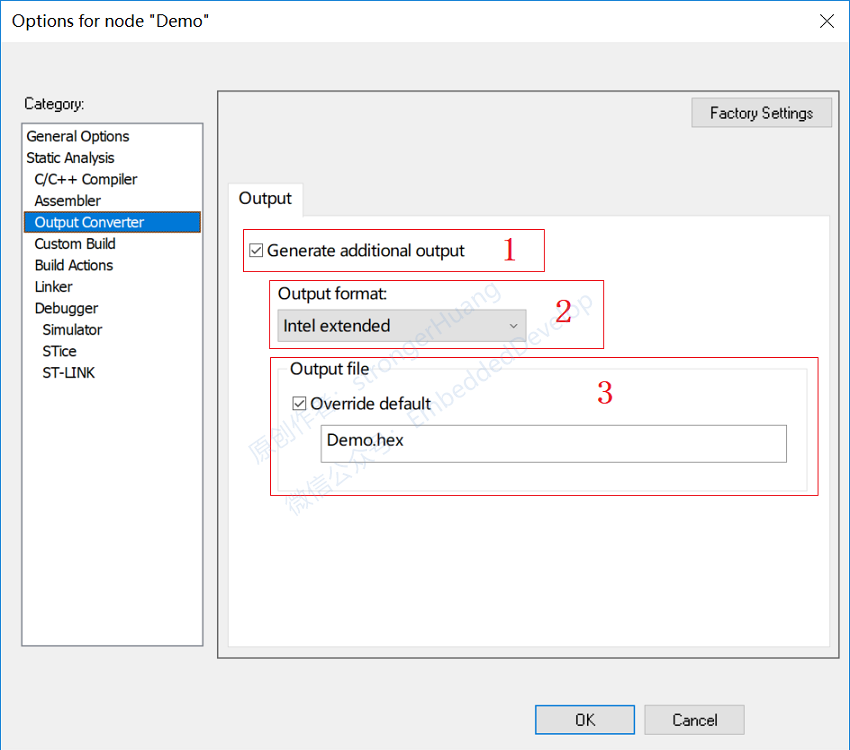 Options for node "Demo"
Category:
General Options
Static Analysis
C/C++ Compiler
Assembler
Output Converter
Custom Build
Build Actions
Linker
Debugger
Simulator
STice
ST-LINK
Factory Settings
Output
Generate additional output
1
Output format:
2
Intel extended
Output file
3
Override default
Demo.hex
原创作者：strongerHuang
微信公众号：EmbeddedDevelop
OK
Cancel